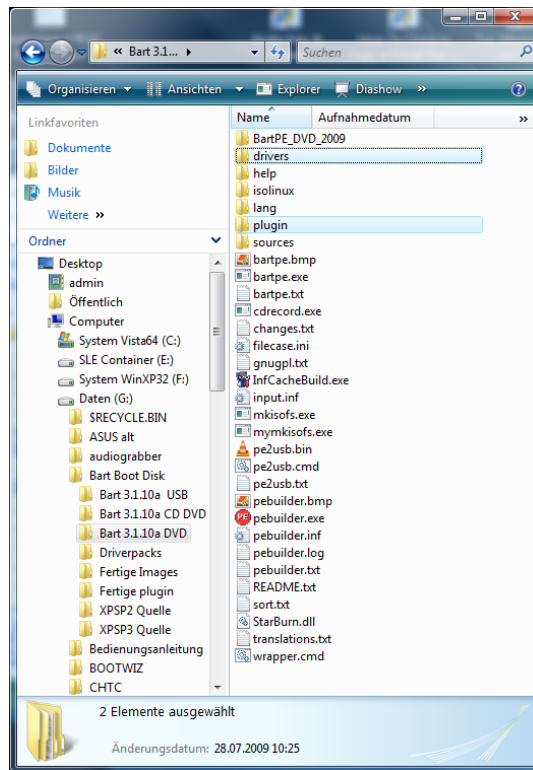 « Bart 3.1... Suchen
Organisieren Ansichten Explorer Diashow »
Linkfavoriten
Dokumente
Bilder
Musik
Weitere »
Ordner
Desktop
admin
Öffentlich
Computer
System Vista64 (C:)
SLE Container (E:)
System WinXP32 (F:)
Daten (G:)
$RECYCLE.BIN
ASUS alt
audiograbber
Bart Boot Disk
Bart 3.1.10a USB
Bart 3.1.10a CD DVD
Bart 3.1.10a DVD
Driverpacks
Fertige Images
Fertige plugin
XPSP2 Quelle
XPSP3 Quelle
Bedienungsanleitung
BOOTWIZ
CHTC
Name Aufnahmedatum »
BartPE_DVD_2009
drivers
help
isolinux
lang
plugin
sources
bartpe.bmp
bartpe.exe
bartpe.txt
cdrecord.exe
changes.txt
filecase.ini
gnugpl.txt
InfCacheBuild.exe
input.inf
mkisofs.exe
mymkisofs.exe
pe2usb.bin
pe2usb.cmd
pe2usb.txt
pebuilder.bmp
pebuilder.exe
pebuilder.inf
pebuilder.log
pebuilder.txt
README.txt
sort.txt
StarBurn.dll
translations.txt
wrapper.cmd
2 Elemente ausgewählt
Änderungsdatum: 28.07.2009 10:25